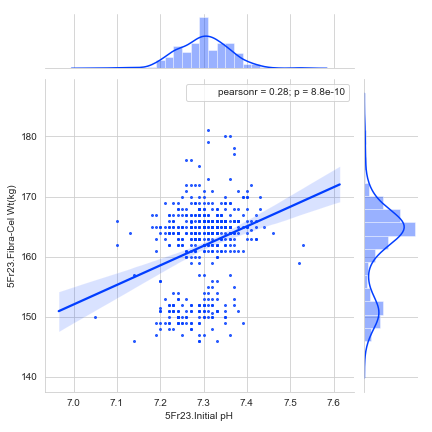 pearsonr = 0.28; p = 8.8e-10
180
170
160
150
140
5Fr23.Fibra-Cel Wt(kg)
7.0 7.1 7.2 7.3 7.4 7.5 7.6
5Fr23.Initial pH